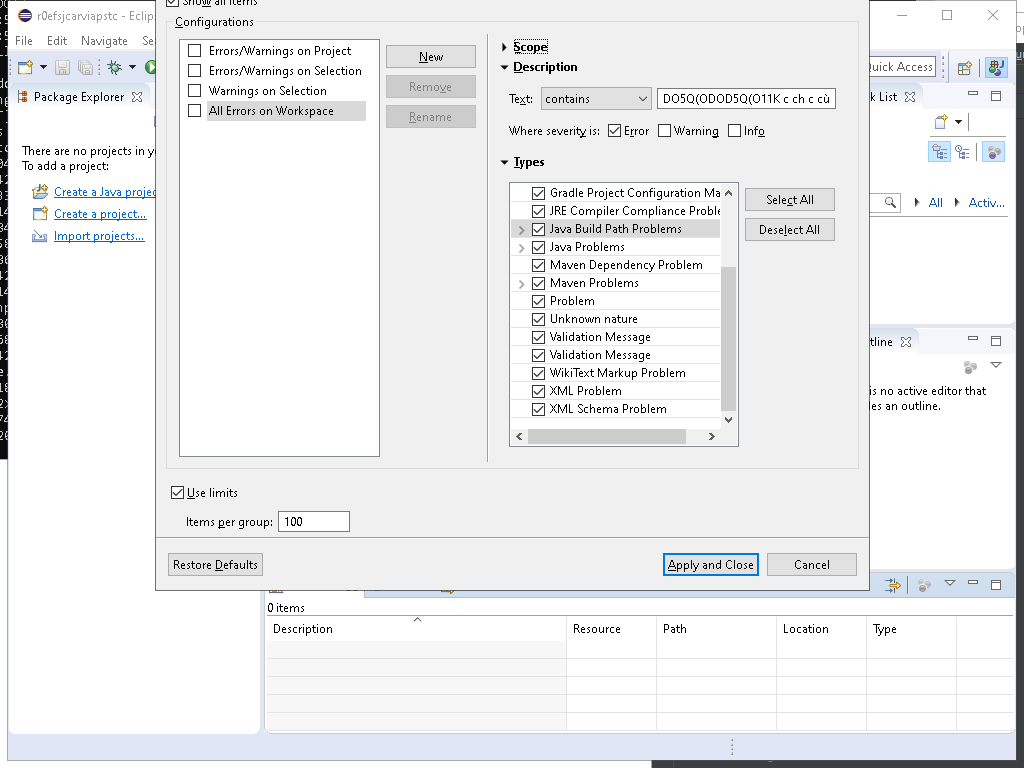 r0efsjcarviapstc - Eclip
File Edit Navigate Se
Quick Access
Package Explorer
There are no projects in
To add a project:
Create a Java projec
Create a project...
Import projects...
Show all items
Configurations
Errors/Warnings on Project
Errors/Warnings on Selection
Warnings on Selection
All Errors on Workspace
New
Remove
Rename
Scope
Description
Text: contains DO5Q(ODOD5Q(O11K c ch c cù
Where severity is: Error Warning Info
Types
Gradle Project Configuration Ma
JRE Compiler Compliance Proble
Java Build Path Problems
Java Problems
Maven Dependency Problem
Maven Problems
Problem
Unknown nature
Validation Message
Validation Message
WikiText Markup Problem
XML Problem
XML Schema Problem
Select All
Deselect All
Use limits
Items per group: 100
Restore Defaults
Apply and Close
Cancel
k List
All Activ...
tline
is no active editor that
es an outline.
0 items
Description Resource Path Location Type